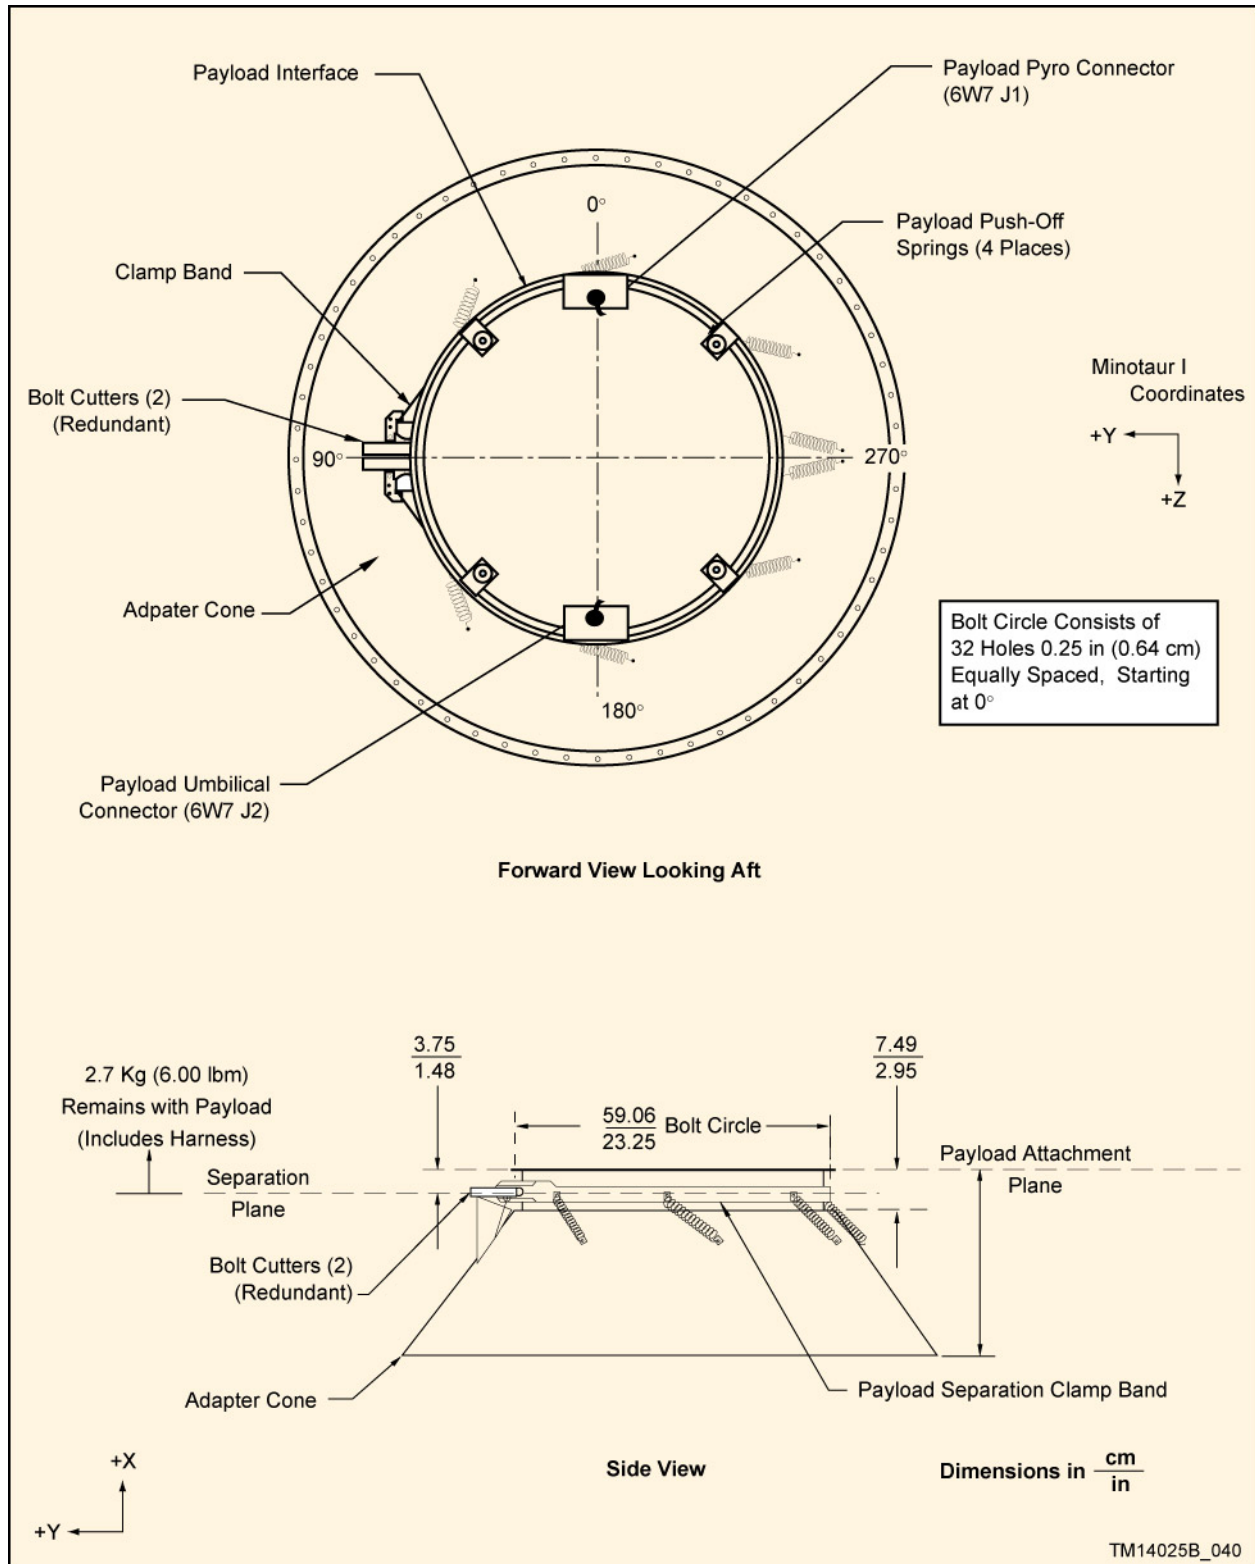 Payload Interface
Payload Pyro Connector
(6W7 J1)
0°
Payload Push-Off
Springs (4 Places)
Clamp Band
Bolt Cutters (2)
(Redundant)
Minotaur I
Coordinates
+Y
+Z
90°
270°
Adpater Cone
Bolt Circle Consists of
32 Holes 0.25 in (0.64 cm)
Equally Spaced, Starting
at 0°
180°
Payload Umbilical
Connector (6W7 J2)
Forward View Looking Aft
3.75
1.48
7.49
2.95
2.7 Kg (6.00 lbm)
Remains with Payload
(Includes Harness)
59.06
23.25
Bolt Circle
Payload Attachment
Plane
Separation
Plane
Bolt Cutters (2)
(Redundant)
Adapter Cone
Payload Separation Clamp Band
+X
+Y
Side View
Dimensions in cm
in
TM14025B_040